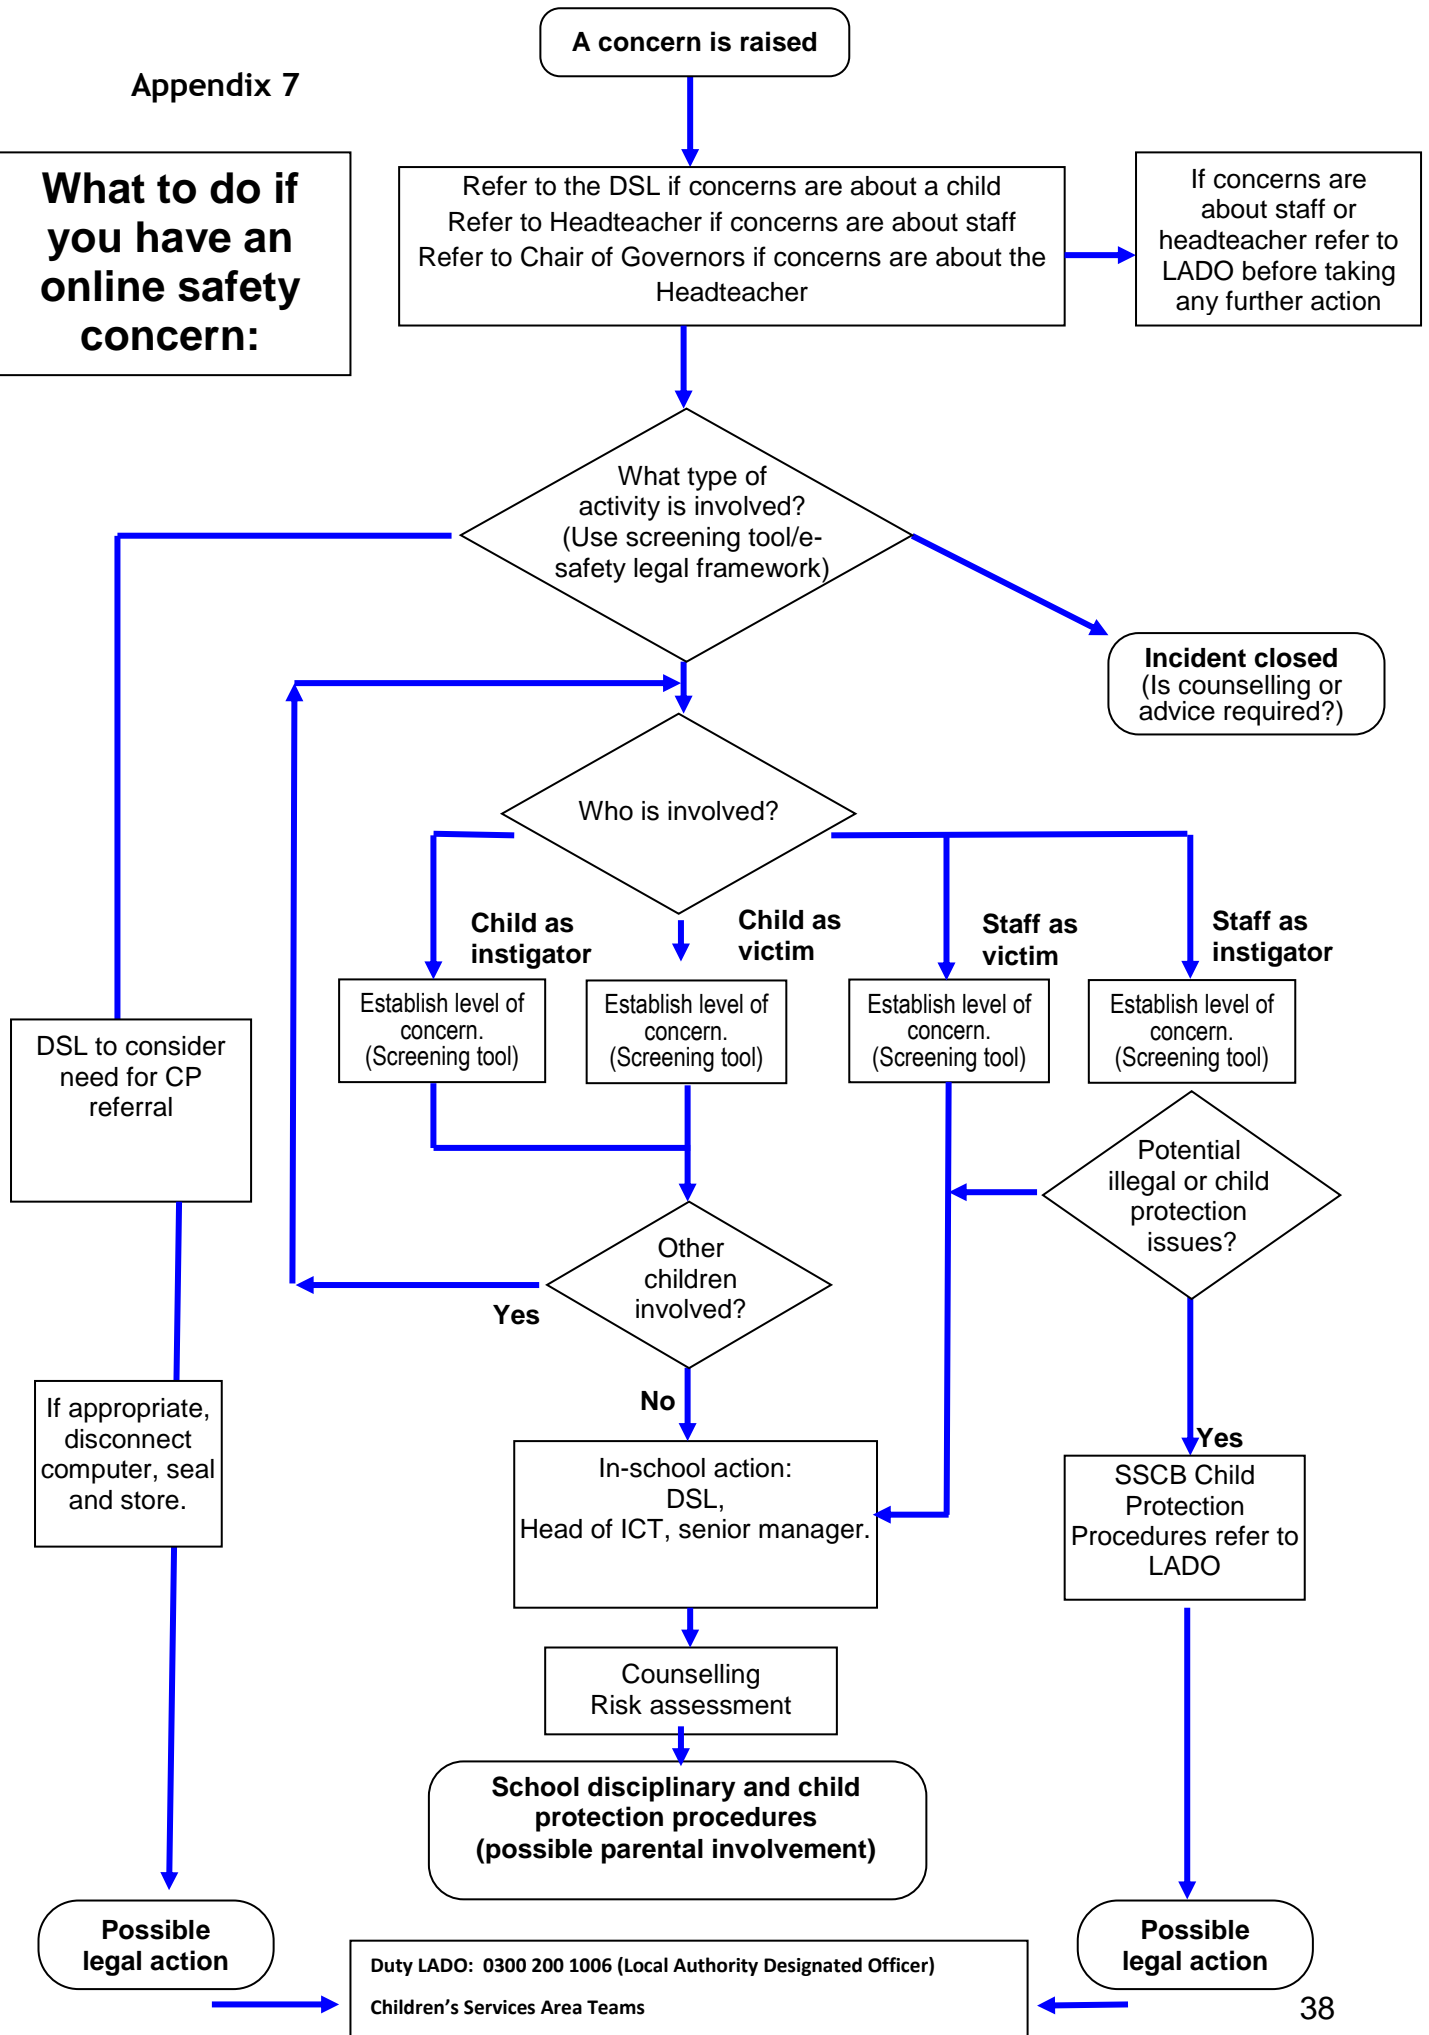 A concern is raised
Appendix 7
What to do if
you have an
online safety
concern:
Refer to the DSL if concerns are about a child
Refer to Headteacher if concerns are about staff
Refer to Chair of Governors if concerns are about the
Headteacher
If concerns are
about staff or
headteacher refer to
LADO before taking
any further action
What type of
activity is involved?
(Use screening tool/e-
safety legal framework)
Incident closed
(Is counselling or
advice required?)
Who is involved?
Child as
instigator
Child as
victim
Staff as
victim
Staff as
instigator
Establish level of
concern.
(Screening tool)
Establish level of
concern.
(Screening tool)
Establish level of
concern.
(Screening tool)
Establish level of
concern.
(Screening tool)
DSL to consider
need for CP
referral
Potential
illegal or child
protection
issues?
Other
children
involved?
Yes
No
Yes
If appropriate,
disconnect
computer, seal
and store.
In-school action:
DSL,
Head of ICT, senior manager.
SSCB Child
Protection
Procedures refer to
LADO
Counselling
Risk assessment
School disciplinary and child
protection procedures
(possible parental involvement)
Possible
legal action
Possible
legal action
Duty LADO: 0300 200 1006 (Local Authority Designated Officer)
Children's Services Area Teams
38